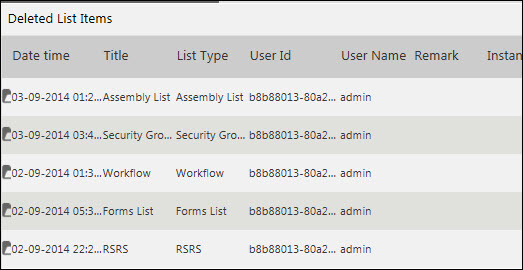 Deleted List Items
Date time Title List Type User Id User Name Remark Instan
03-09-2014 01:2... Assembly List Assembly List b8b88013-80a2... admin
03-09-2014 03:4... Security Gro... Security Gro... b8b88013-80a2... admin
02-09-2014 01:3... Workflow Workflow b8b88013-80a2... admin
02-09-2014 05:3... Forms List Forms List b8b88013-80a2... admin
02-09-2014 22:2... RSRS RSRS b8b88013-80a2... admin